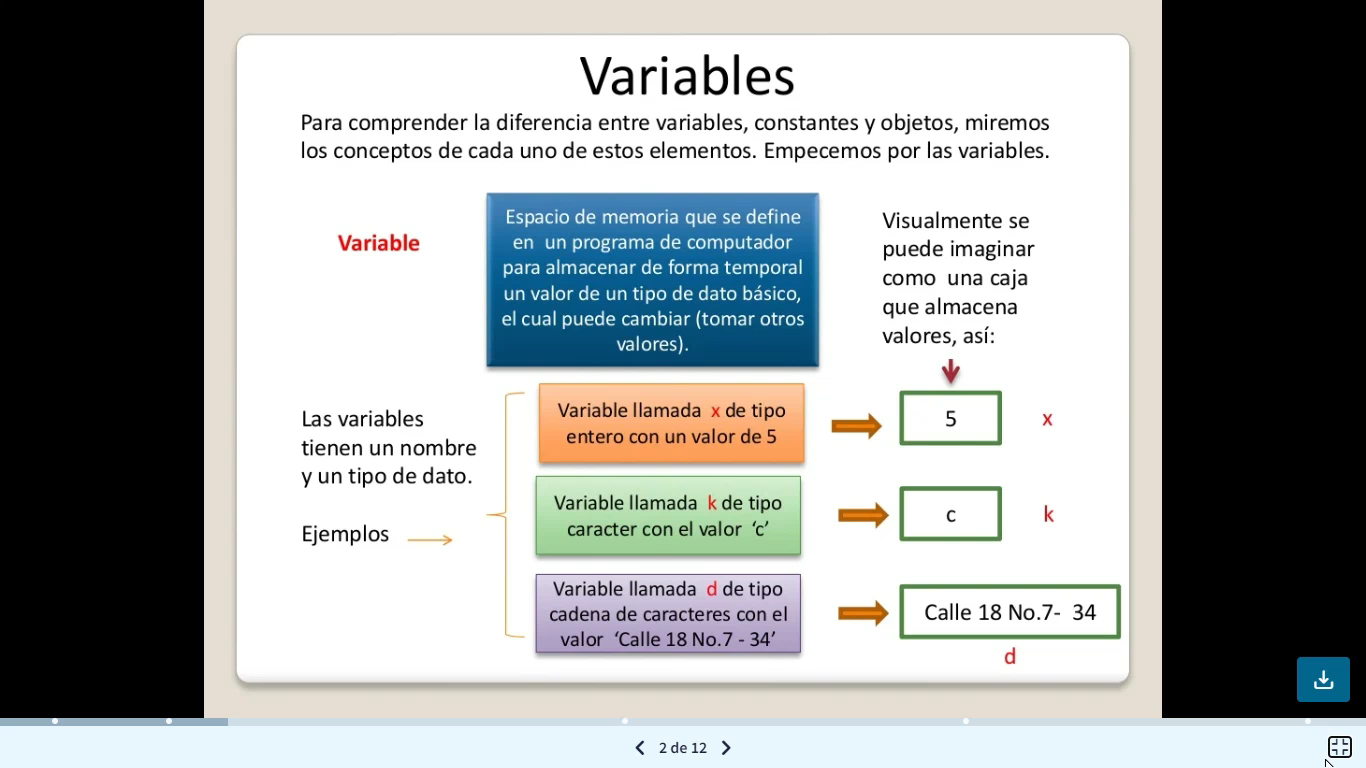 Variables
Para comprender la diferencia entre variables, constantes y objetos, miremos
los conceptos de cada uno de estos elementos. Empecemos por las variables.
Variable
Espacio de memoria que se define
en un programa de computador
para almacenar de forma temporal
un valor de un tipo de dato básico,
el cual puede cambiar (tomar otros
valores).
Visualmente se
puede imaginar
como una caja
que almacena
valores, así:
Las variables
tienen un nombre
y un tipo de dato.
Ejemplos
Variable llamada x de tipo
entero con un valor de 5
5
x
Variable llamada k de tipo
caracter con el valor ‘c’
c
k
Variable llamada d de tipo
cadena de caracteres con el
valor ‘Calle 18 No.7 - 34’
Calle 18 No.7- 34
d
2 de 12